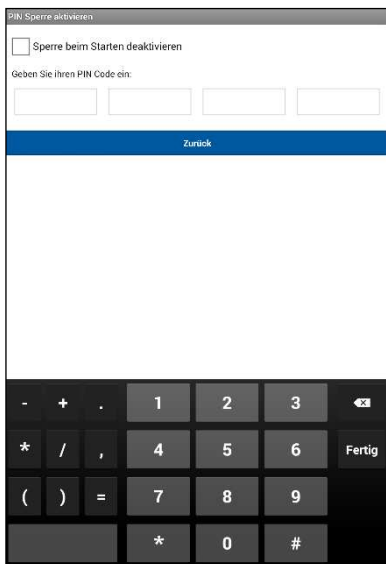 PIN Sperre aktivieren
Sperre beim Starten deaktivieren
Geben Sie ihren PIN Code ein:
Zurück
- + . 1 2 3
* / , 4 5 6 Fertig
( ) = 7 8 9
* 0 #